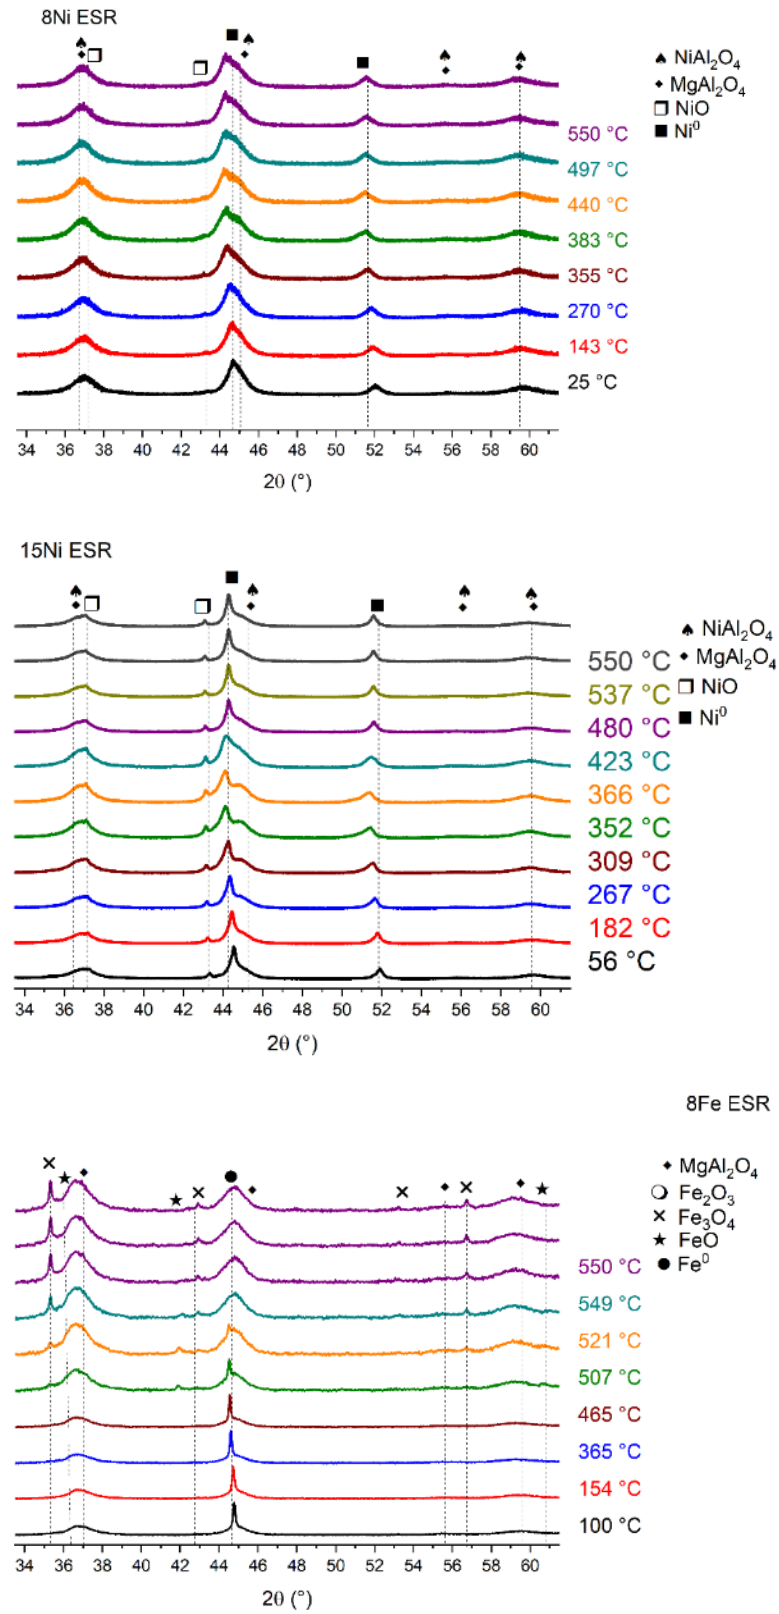 8Ni ESR
♠ NiAl₂O₄
◆ MgAl₂O₄
❒ NiO
■ Ni⁰
550 °C
497 °C
440 °C
383 °C
355 °C
270 °C
143 °C
25 °C
34 36 38 40 42 44 46 48 50 52 54 56 58 60
2θ (°)
15Ni ESR
♠ NiAl₂O₄
◆ MgAl₂O₄
❒ NiO
■ Ni⁰
550 °C
537 °C
480 °C
423 °C
366 °C
352 °C
309 °C
267 °C
182 °C
56 °C
34 36 38 40 42 44 46 48 50 52 54 56 58 60
2θ (°)
8Fe ESR
◆ MgAl₂O₄
❍ Fe₂O₃
✕ Fe₃O₄
★ FeO
● Fe⁰
550 °C
549 °C
521 °C
507 °C
465 °C
365 °C
154 °C
100 °C
34 36 38 40 42 44 46 48 50 52 54 56 58 60
2θ (°)